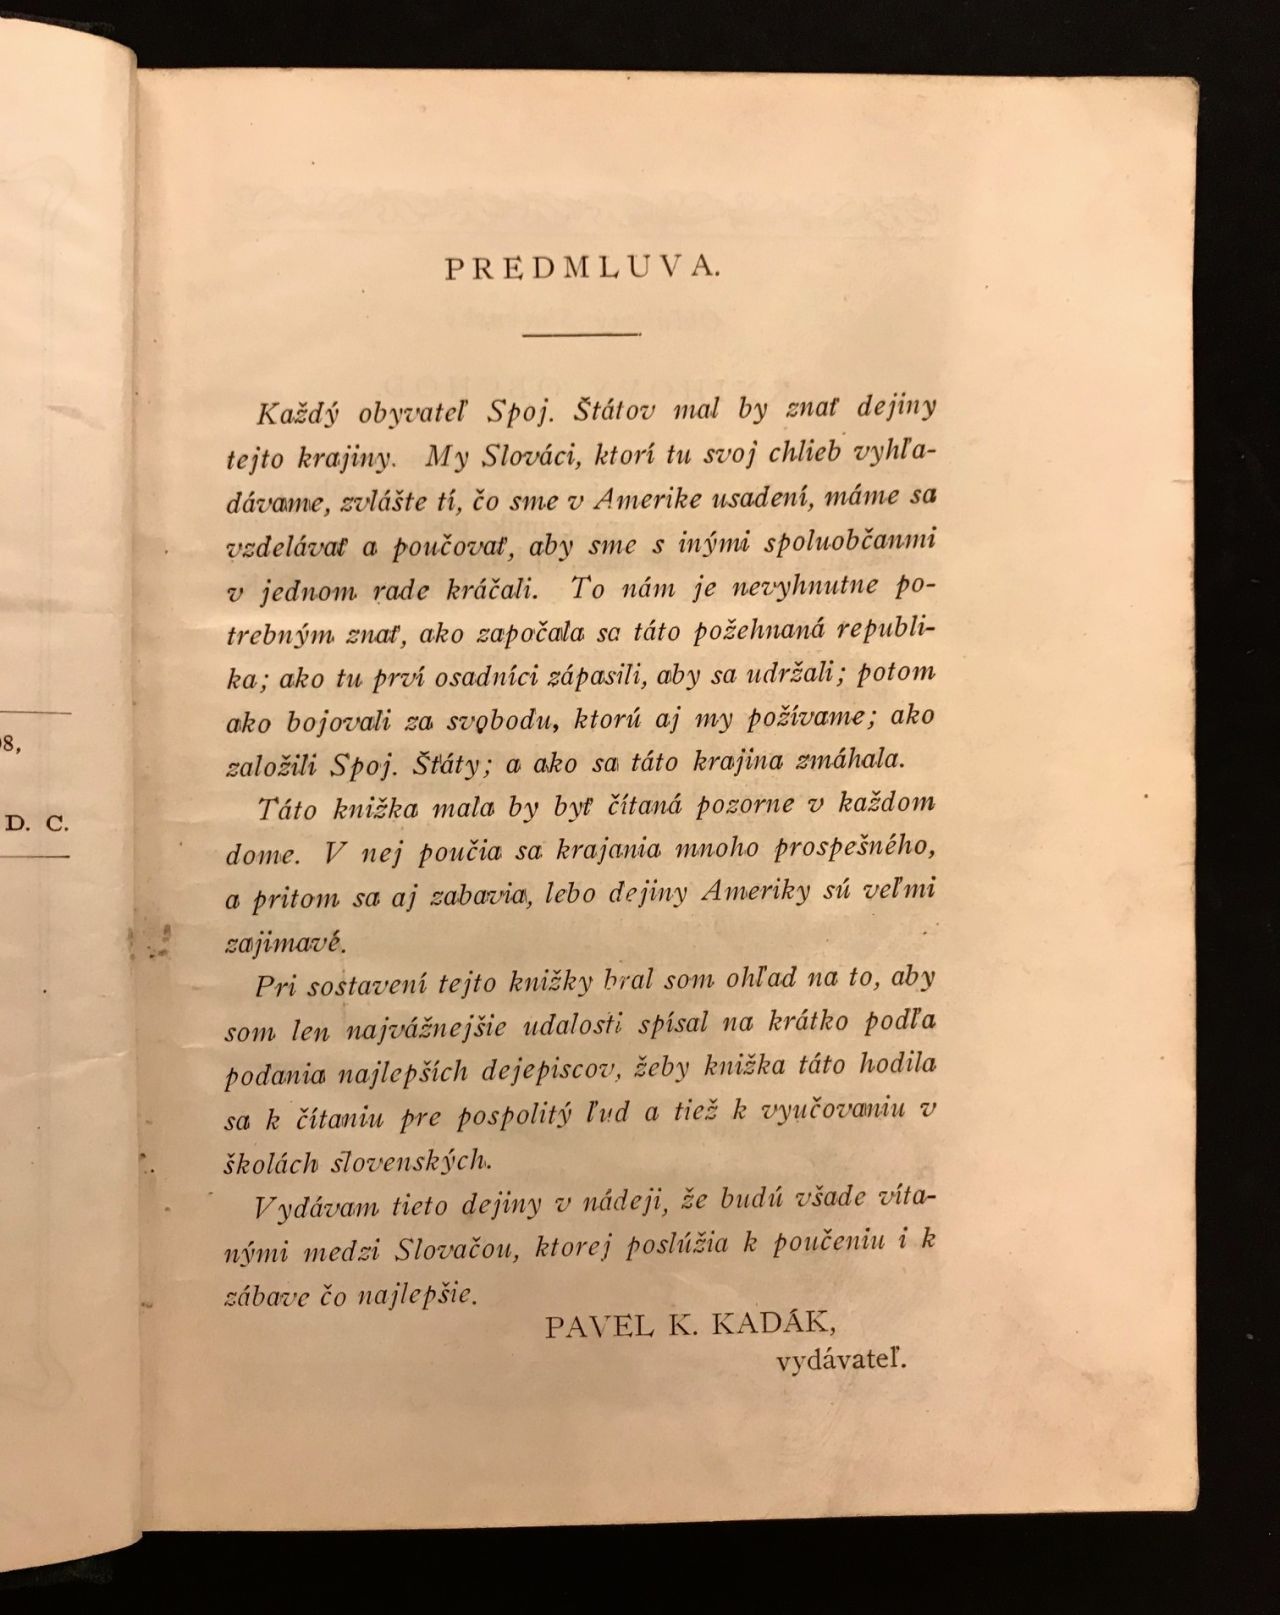 8,
D. C.
PREDMLUVA.
Každý obyvateľ Spoj. Štátov mal by znať dejiny
tejto krajiny. My Slováci, ktorí tu svoj chlieb vyhľa-
dávame, zvlášte tí, čo sme v Amerike usadení, máme sa
vzdelávať a poučovať, aby sme s inými spoluobčanmi
v jednom rade kráčali. To nám je nevyhnutne po-
trebným znať, ako započala sa táto požehnaná republi-
ka; ako tu prví osadníci zápasili, aby sa udržali; potom
ako bojovali za svobodu, ktorú aj my požívame; ako
založili Spoj. Šťáty; a ako sa táto krajina zmáhala.
Táto knižka mala by byť čítaná pozorne v každom
dome. V nej poučia sa krajania mnoho prospešného,
a pritom sa aj zabavia, lebo dejiny Ameriky sú veľmi
zajimavé.
Pri sostavení tejto knižky bral som ohľad na to, aby
som len najvážnejšie udalosti spísal na krátko podľa
podania najlepších dejepiscov, žeby knižka táto hodila
sa k čítaniu pre pospolitý ľud a tiež k vyučovaniu v
školách slovenských.
Vydávam tieto dejiny v nádeji, že budú všade víta-
nými medzi Slovačou, ktorej poslúžia k poučeniu i k
zábave čo najlepšie.
PAVEL K. KADÁK,
vydávateľ.